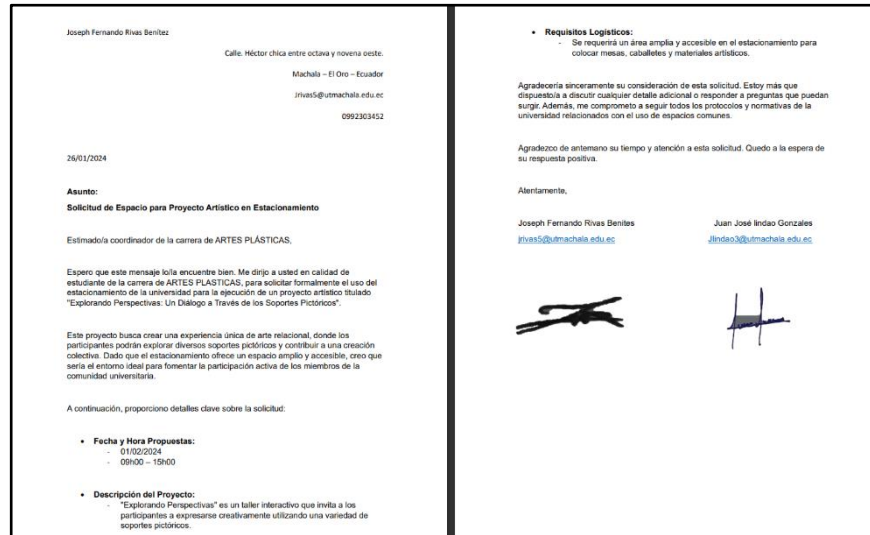 Joseph Fernando Rivas Benítez
Calle. Héctor chica entre octava y novena oeste.
Machala – El Oro – Ecuador
Jrivas5@utmachala.edu.ec
0992303452
26/01/2024
Asunto:
Solicitud de Espacio para Proyecto Artístico en Estacionamiento
Estimado/a coordinador de la carrera de ARTES PLÁSTICAS,
Espero que este mensaje lo/la encuentre bien. Me dirijo a usted en calidad de
estudiante de la carrera de ARTES PLASTICAS, para solicitar formalmente el uso del
estacionamiento de la universidad para la ejecución de un proyecto artístico titulado
"Explorando Perspectivas: Un Diálogo a Través de los Soportes Pictóricos".
Este proyecto busca crear una experiencia única de arte relacional, donde los
participantes podrán explorar diversos soportes pictóricos y contribuir a una creación
colectiva. Dado que el estacionamiento ofrece un espacio amplio y accesible, creo que
sería el entorno ideal para fomentar la participación activa de los miembros de la
comunidad universitaria.
A continuación, proporciono detalles clave sobre la solicitud:
• Fecha y Hora Propuestas:
- 01/02/2024
- 09h00 – 15h00
• Descripción del Proyecto:
- "Explorando Perspectivas" es un taller interactivo que invita a los
participantes a expresarse creativamente utilizando una variedad de
soportes pictóricos.
• Requisitos Logísticos:
- Se requerirá un área amplia y accesible en el estacionamiento para
colocar mesas, caballetes y materiales artísticos.
Agradecería sinceramente su consideración de esta solicitud. Estoy más que
dispuesto/a a discutir cualquier detalle adicional o responder a preguntas que puedan
surgir. Además, me comprometo a seguir todos los protocolos y normativas de la
universidad relacionados con el uso de espacios comunes.
Agradezco de antemano su tiempo y atención a esta solicitud. Quedo a la espera de
su respuesta positiva.
Atentamente,
Joseph Fernando Rivas Benites Juan José lindao Gonzales
jrivas5@utmachala.edu.ec Jlindao3@utmachala.edu.ec